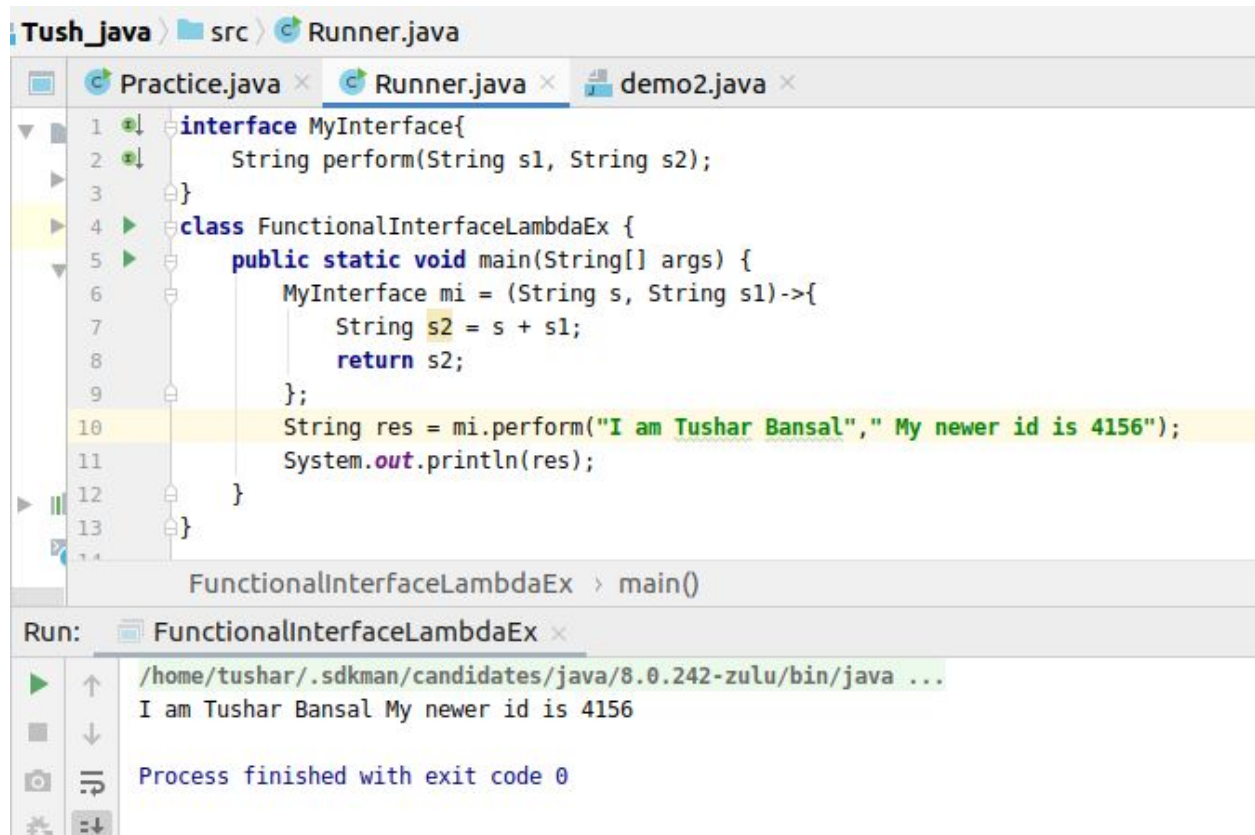 Tush_java 〉 src 〉 Runner.java
Practice.java × Runner.java × demo2.java ×
1 interface MyInterface{
2     String perform(String s1, String s2);
3 }
4 class FunctionalInterfaceLambdaEx {
5     public static void main(String[] args) {
6         MyInterface mi = (String s, String s1)->{
7             String s2 = s + s1;
8             return s2;
9         };
10         String res = mi.perform("I am Tushar Bansal"," My newer id is 4156");
11         System.out.println(res);
12     }
13 }
14
FunctionalInterfaceLambdaEx › main()
Run: FunctionalInterfaceLambdaEx ×
/home/tushar/.sdkman/candidates/java/8.0.242-zulu/bin/java ...
I am Tushar Bansal My newer id is 4156
Process finished with exit code 0